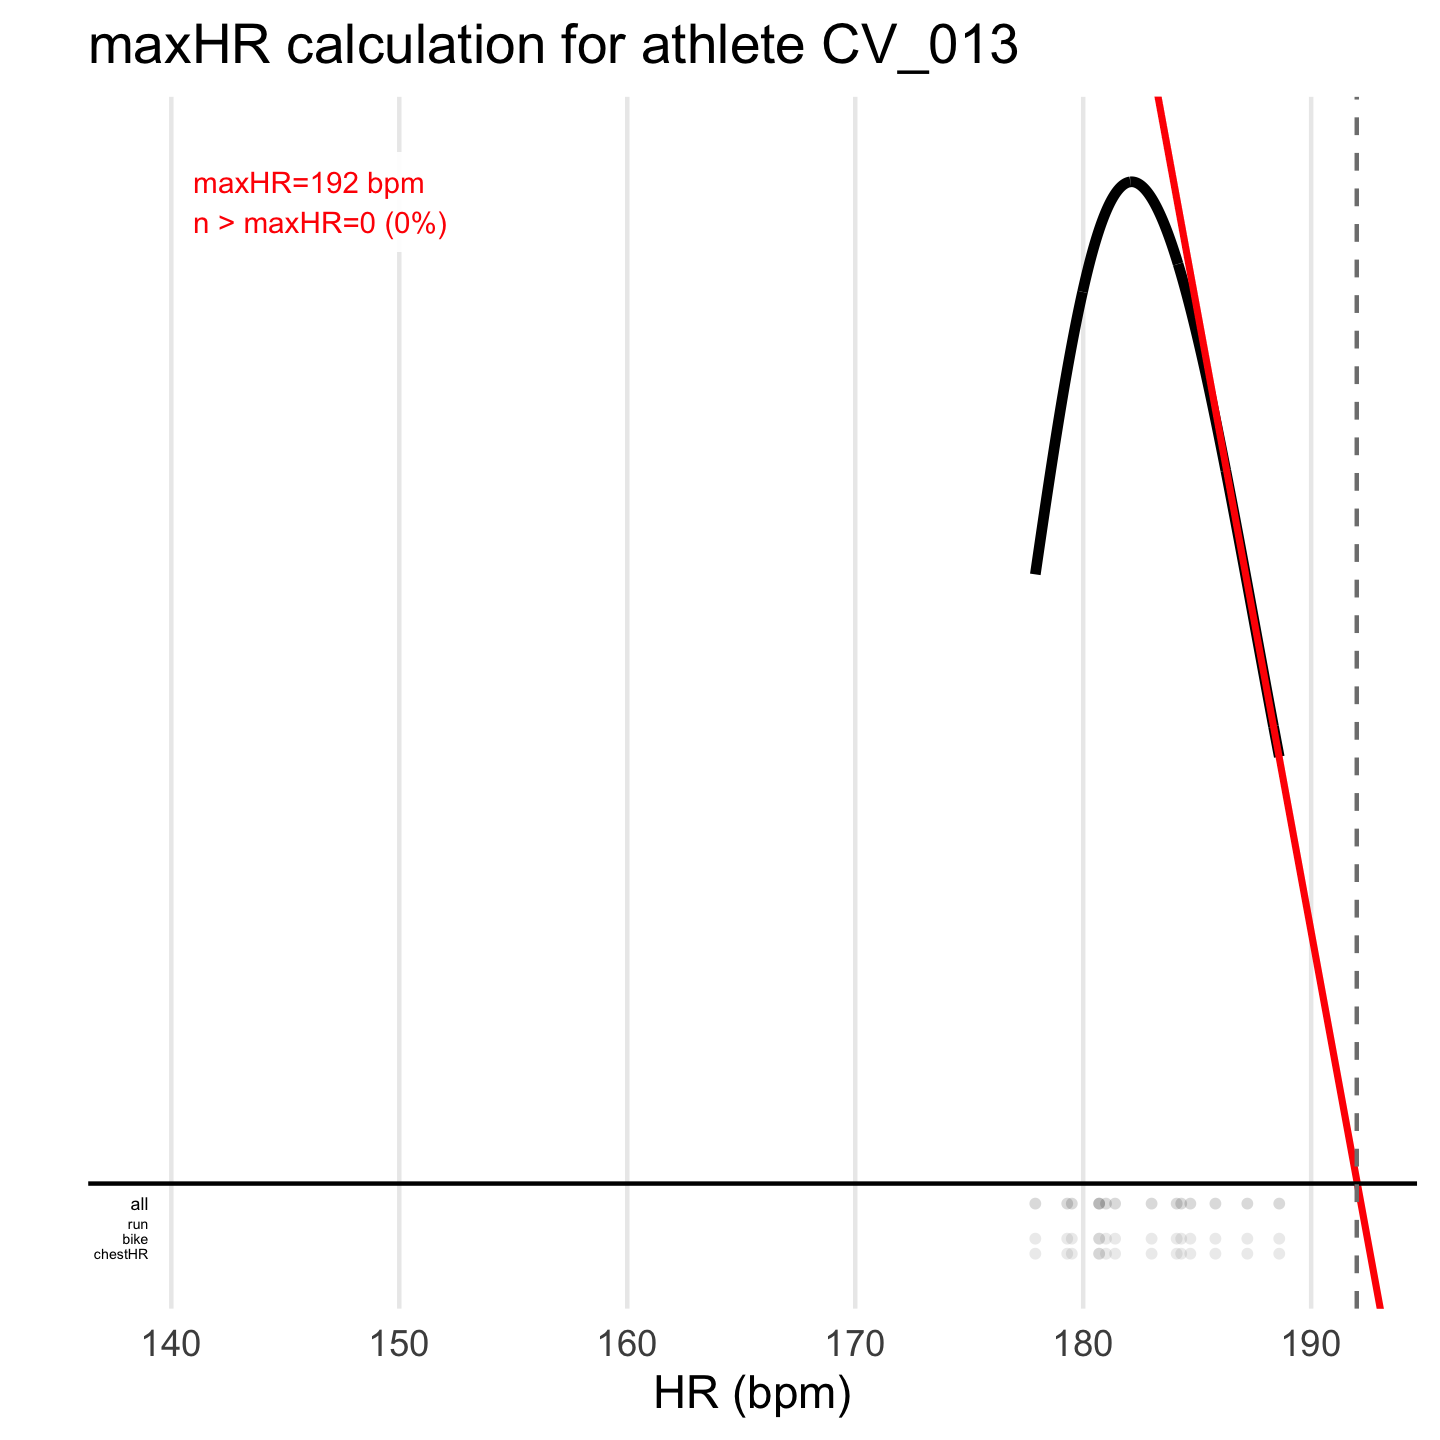 maxHR calculation for athlete CV_013
maxHR=192 bpm
n > maxHR=0 (0%)
all
run
bike
chestHR
140 150 160 170 180 190
HR (bpm)